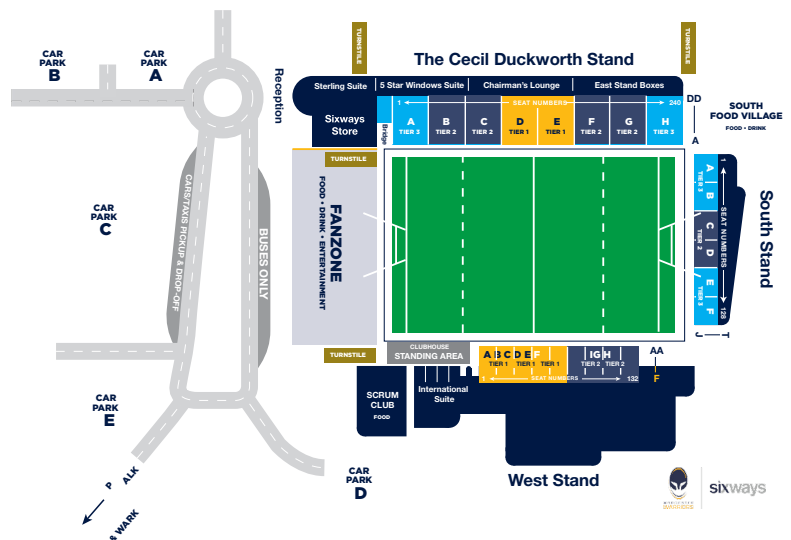 TURNSTILE
TURNSTILE
The Cecil Duckworth Stand
CAR
PARK
B
CAR
PARK
A
Reception
Sterling Suite
5 Star Windows Suite
Chairman's Lounge
East Stand Boxes
1
SEAT NUMBERS
240
DD
A
SOUTH
FOOD VILLAGE
FOOD • DRINK
Sixways
Store
Bridge
A
TIER 3
B
TIER 2
C
TIER 2
D
TIER 1
E
TIER 1
F
TIER 2
G
TIER 2
H
TIER 3
TURNSTILE
FANZONE
FOOD • DRINK • ENTERTAINMENT
CAR
PARK
C
CARS/TAXIS PICKUP & DROP-OFF
BUSES ONLY
A
B
TIER 3
C
D
TIER 2
E
F
TIER 3
1
SEAT NUMBERS
128
South Stand
J
T
TURNSTILE
CLUBHOUSE
STANDING AREA
A B C D E F
TIER 1
TIER 1
TIER 1
I G H
TIER 2
TIER 2
1
SEAT NUMBERS
132
AA
F
SCRUM
CLUB
FOOD
International
Suite
CAR
PARK
E
CAR
PARK
D
West Stand
P
ALK
& WARK
WARRIORS
sixways